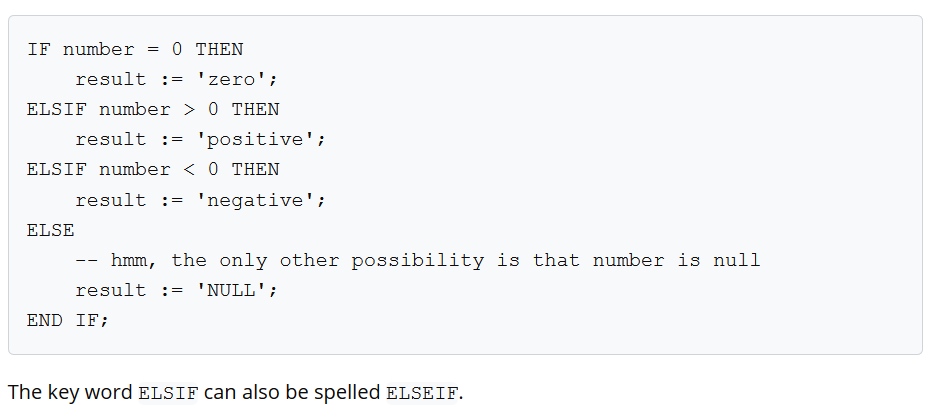 IF number = 0 THEN
    result := 'zero';
ELSIF number > 0 THEN
    result := 'positive';
ELSIF number < 0 THEN
    result := 'negative';
ELSE
    -- hmm, the only other possibility is that number is null
    result := 'NULL';
END IF;
The key word ELSIF can also be spelled ELSEIF.